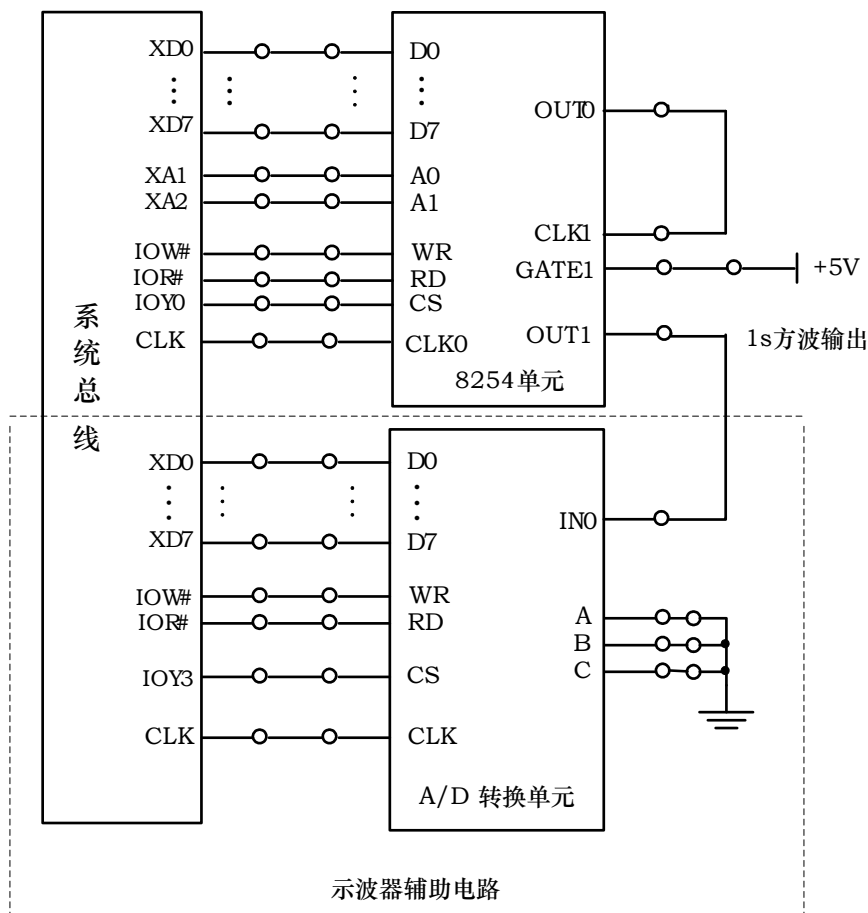 系统总线
XD0
XD7
XA1
XA2
IOW#
IOR#
IOY0
CLK
D0
D7
A0
A1
WR
RD
CS
CLK0
OUT0
CLK1
GATE1
OUT1
8254单元
+5V
1s方波输出
XD0
XD7
IOW#
IOR#
IOY3
CLK
D0
D7
WR
RD
CS
CLK
IN0
A
B
C
A/D 转换单元
示波器辅助电路